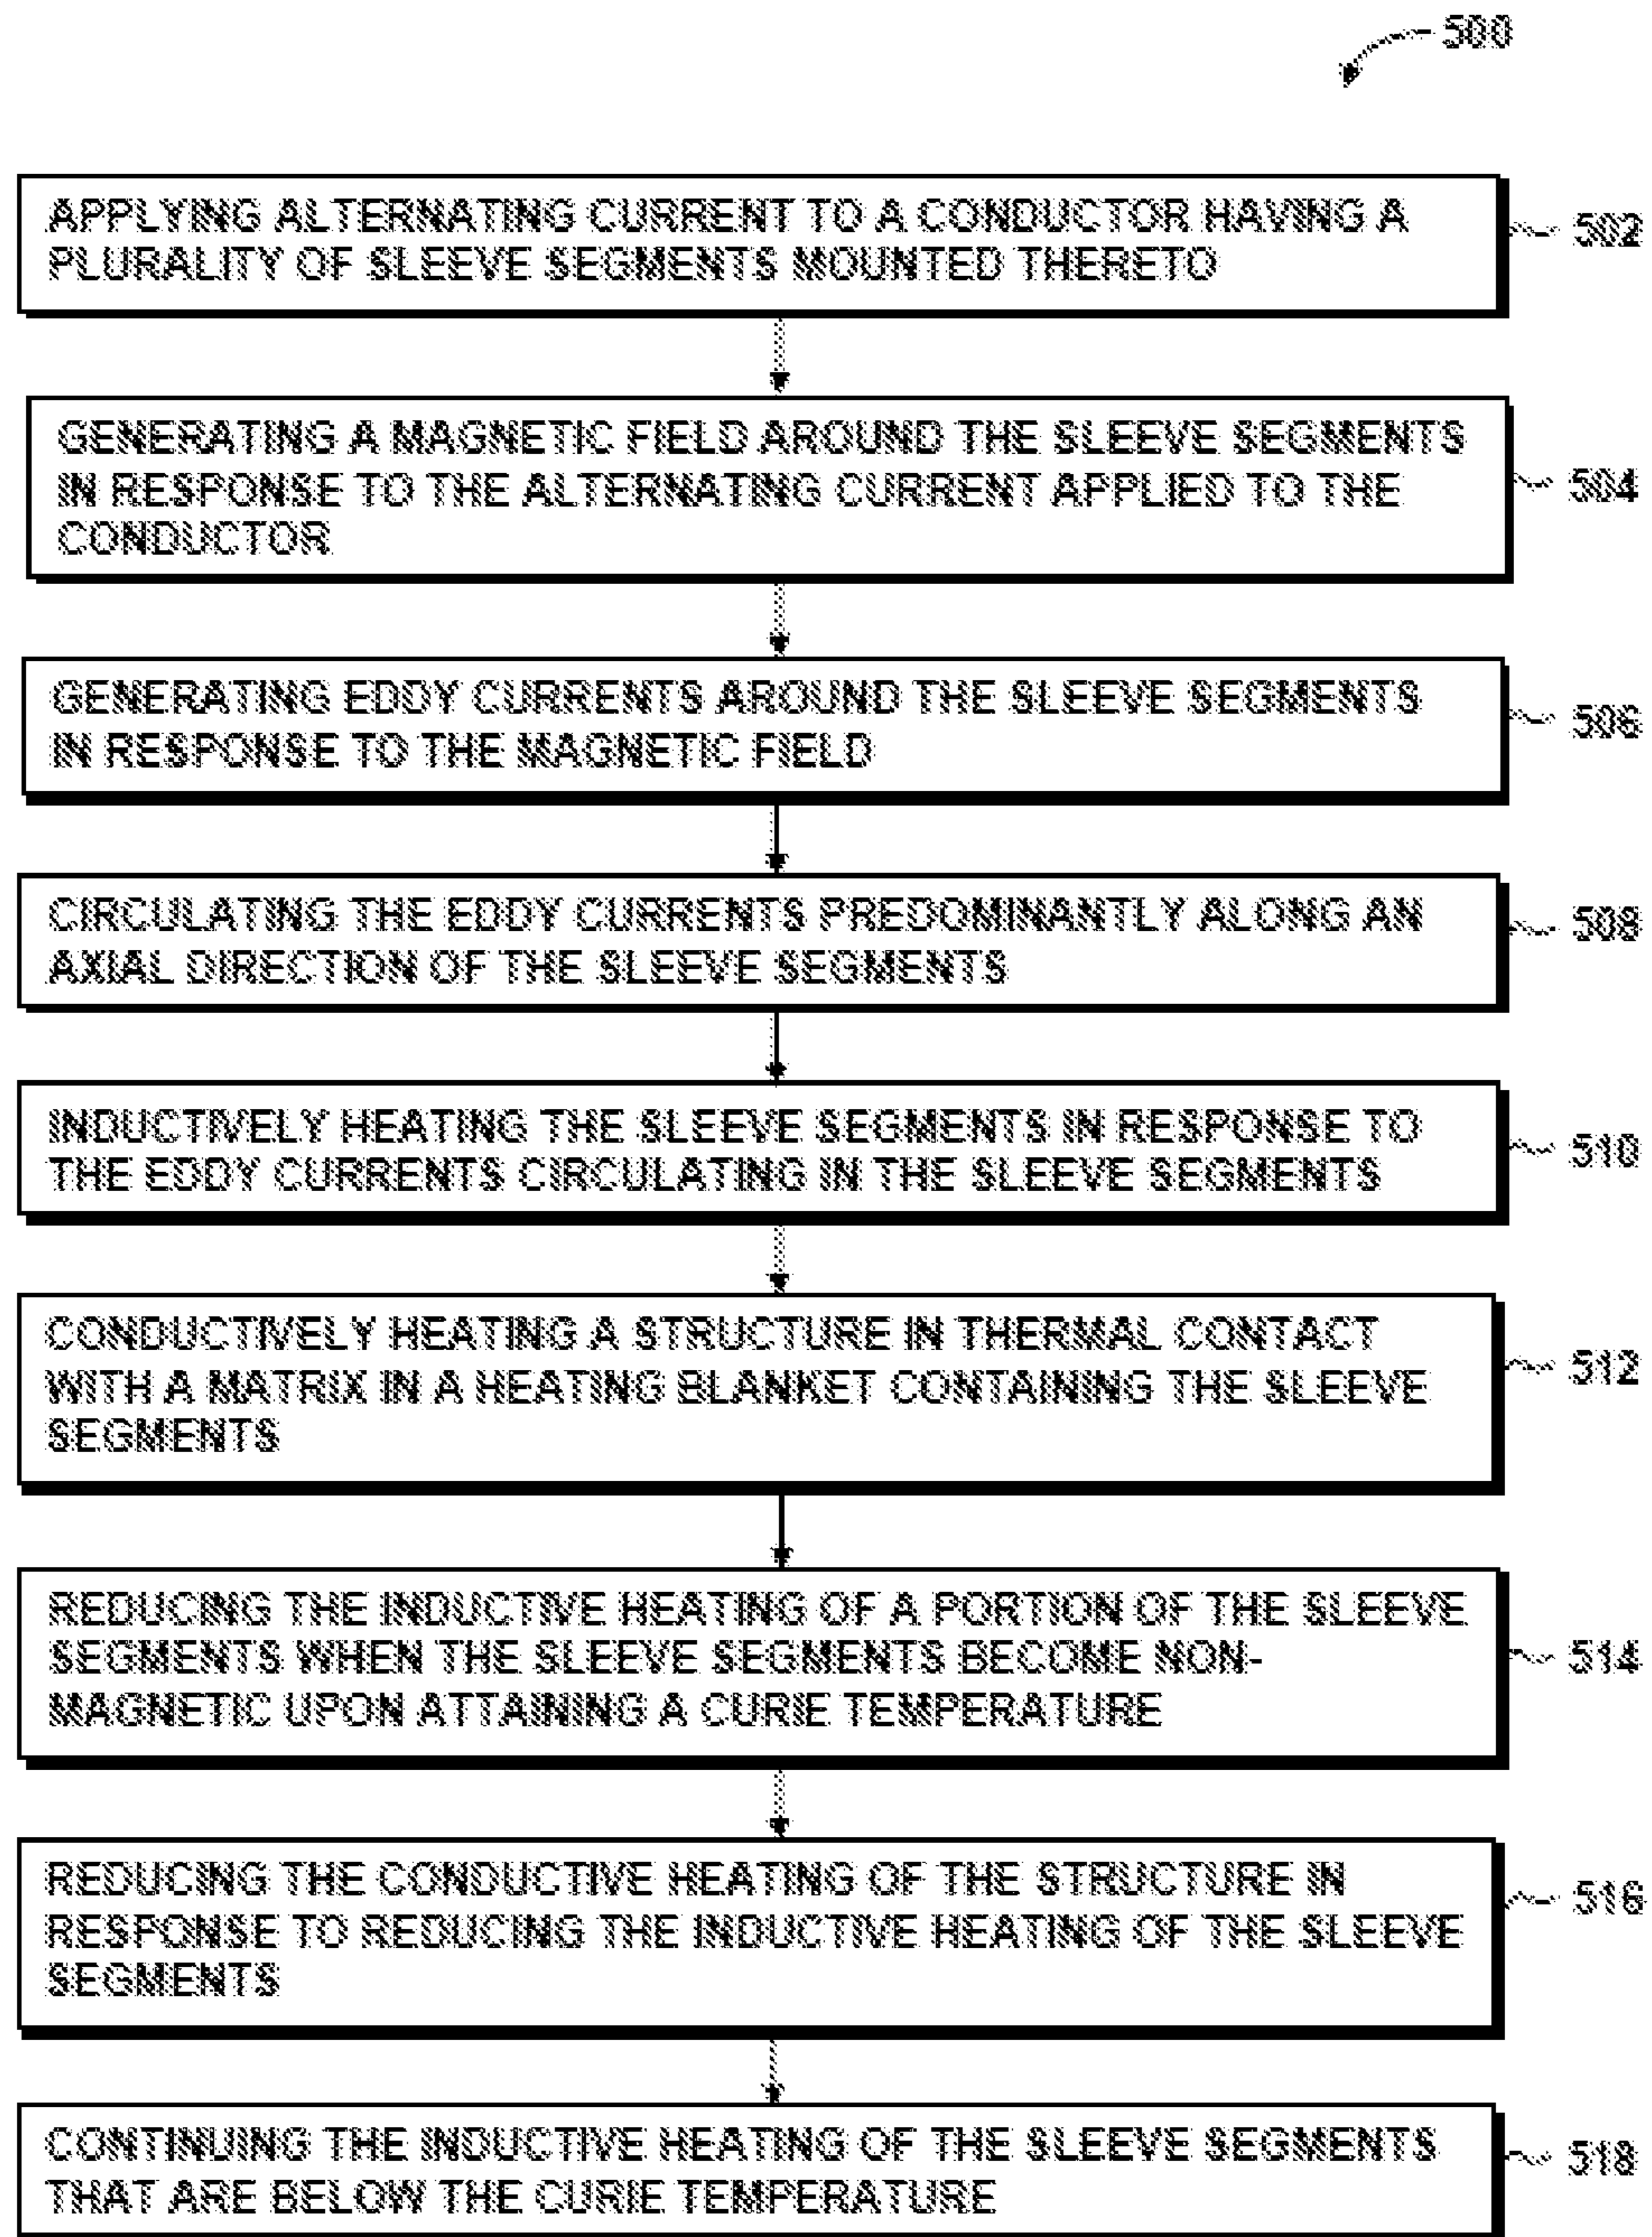 500
APPLYING ALTERNATING CURRENT TO A CONDUCTOR HAVING A
PLURALITY OF SLEEVE SEGMENTS MOUNTED THERETO
502
GENERATING A MAGNETIC FIELD AROUND THE SLEEVE SEGMENTS
IN RESPONSE TO THE ALTERNATING CURRENT APPLIED TO THE
CONDUCTOR
504
GENERATING EDDY CURRENTS AROUND THE SLEEVE SEGMENTS
IN RESPONSE TO THE MAGNETIC FIELD
506
CIRCULATING THE EDDY CURRENTS PREDOMINANTLY ALONG AN
AXIAL DIRECTION OF THE SLEEVE SEGMENTS
508
INDUCTIVELY HEATING THE SLEEVE SEGMENTS IN RESPONSE TO
THE EDDY CURRENTS CIRCULATING IN THE SLEEVE SEGMENTS
510
CONDUCTIVELY HEATING A STRUCTURE IN THERMAL CONTACT
WITH A MATRIX IN A HEATING BLANKET CONTAINING THE SLEEVE
SEGMENTS
512
REDUCING THE INDUCTIVE HEATING OF A PORTION OF THE SLEEVE
SEGMENTS WHEN THE SLEEVE SEGMENTS BECOME NON-
MAGNETIC UPON ATTAINING A CURIE TEMPERATURE
514
REDUCING THE CONDUCTIVE HEATING OF THE STRUCTURE IN
RESPONSE TO REDUCING THE INDUCTIVE HEATING OF THE SLEEVE
SEGMENTS
516
CONTINUING THE INDUCTIVE HEATING OF THE SLEEVE SEGMENTS
THAT ARE BELOW THE CURIE TEMPERATURE
518